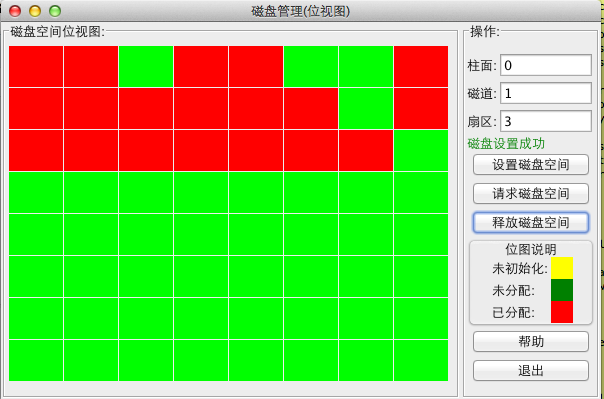 磁盘管理(位视图)
磁盘空间位视图:
操作:
柱面: 0
磁道: 1
扇区: 3
磁盘设置成功
设置磁盘空间
请求磁盘空间
释放磁盘空间
位图说明
未初始化:
未分配:
已分配:
帮助
退出